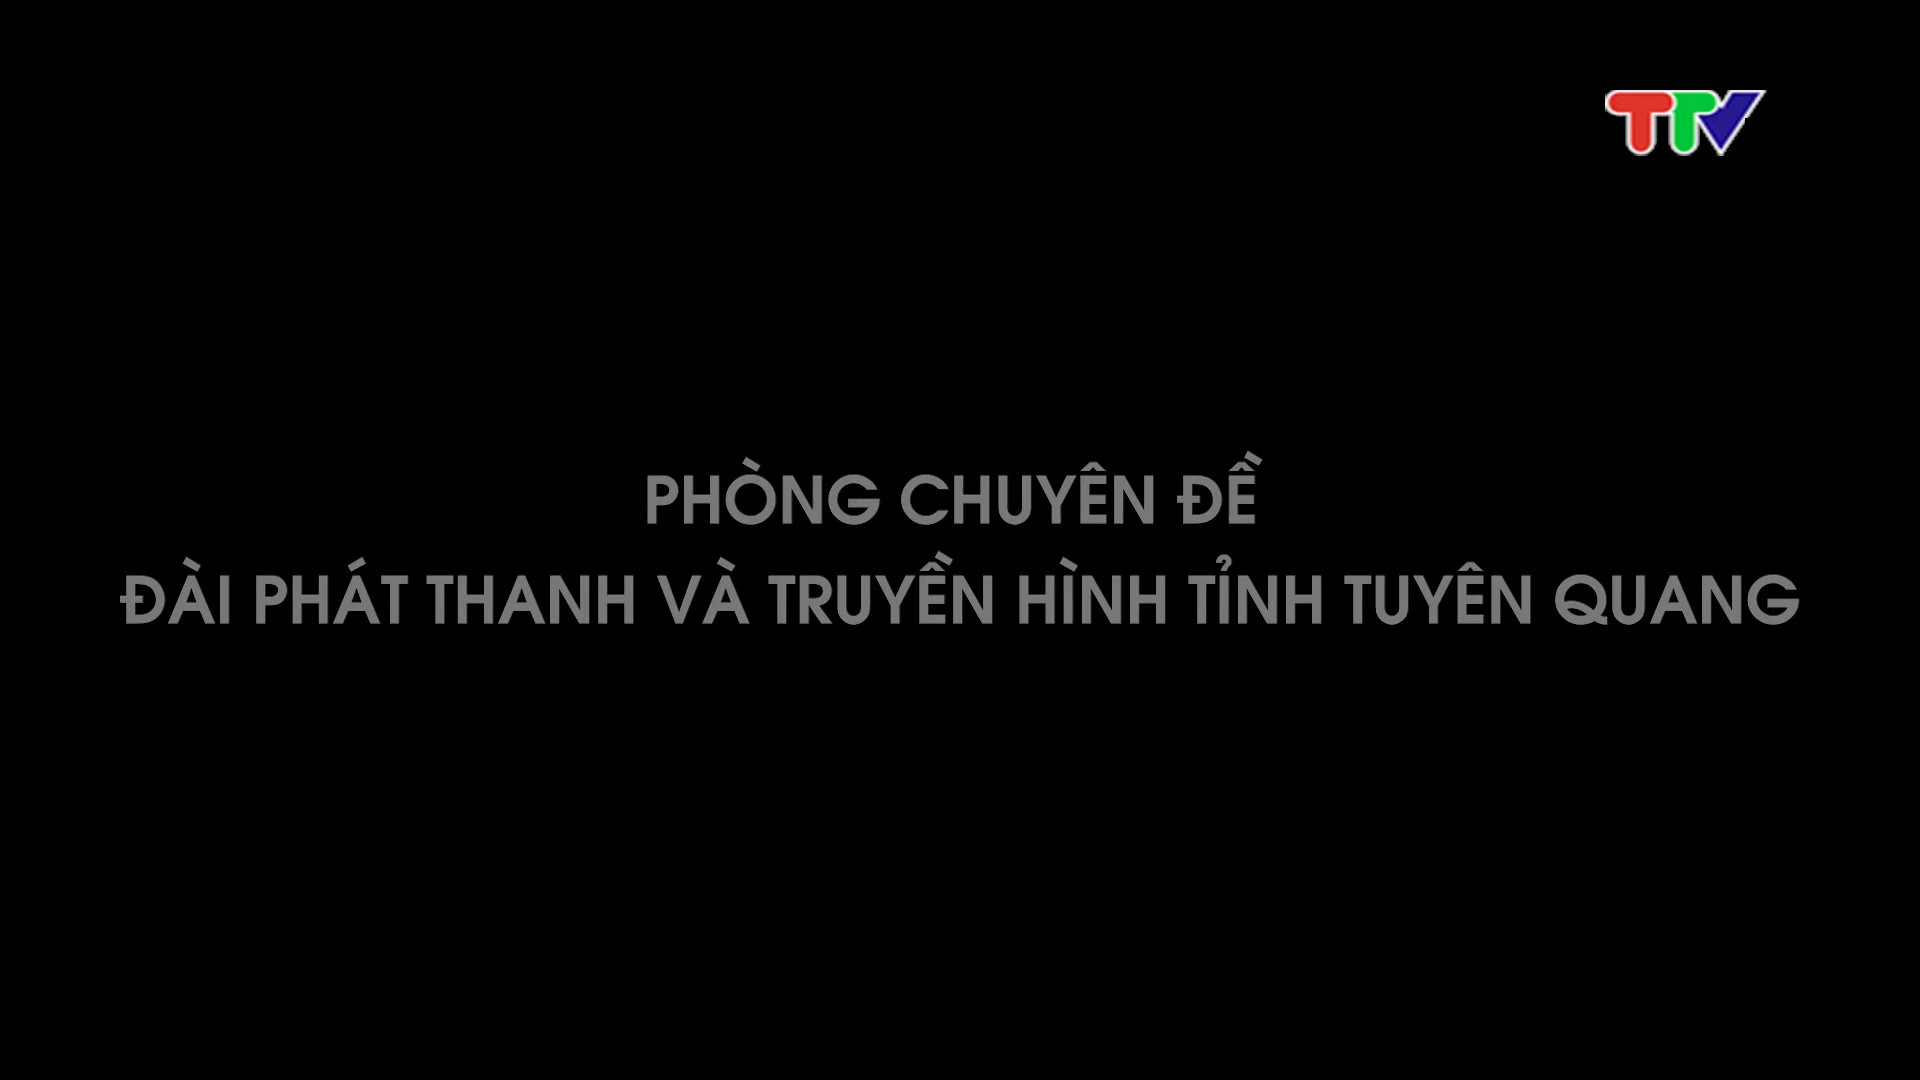 TTV
PHÒNG CHUYÊN ĐỀ
ĐÀI PHÁT THANH VÀ TRUYỀN HÌNH TỈNH TUYÊN QUANG